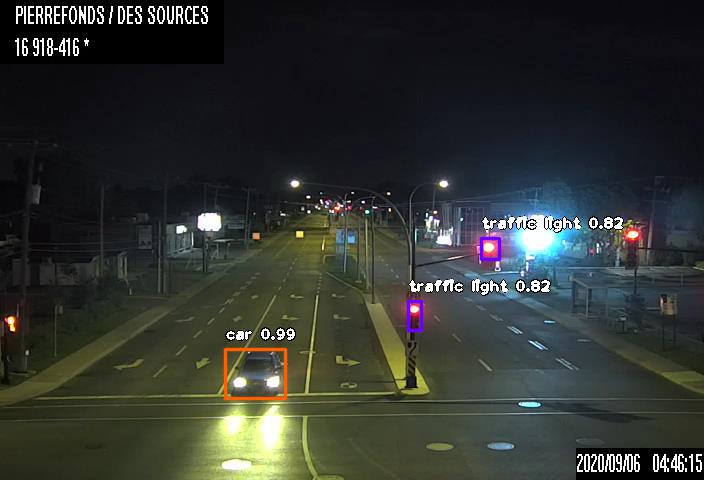 PIERREFONDS / DES SOURCES
16 918-416 *
traffic light 0.82
traffic light 0.82
car 0.99
2020/09/06 04:46:15